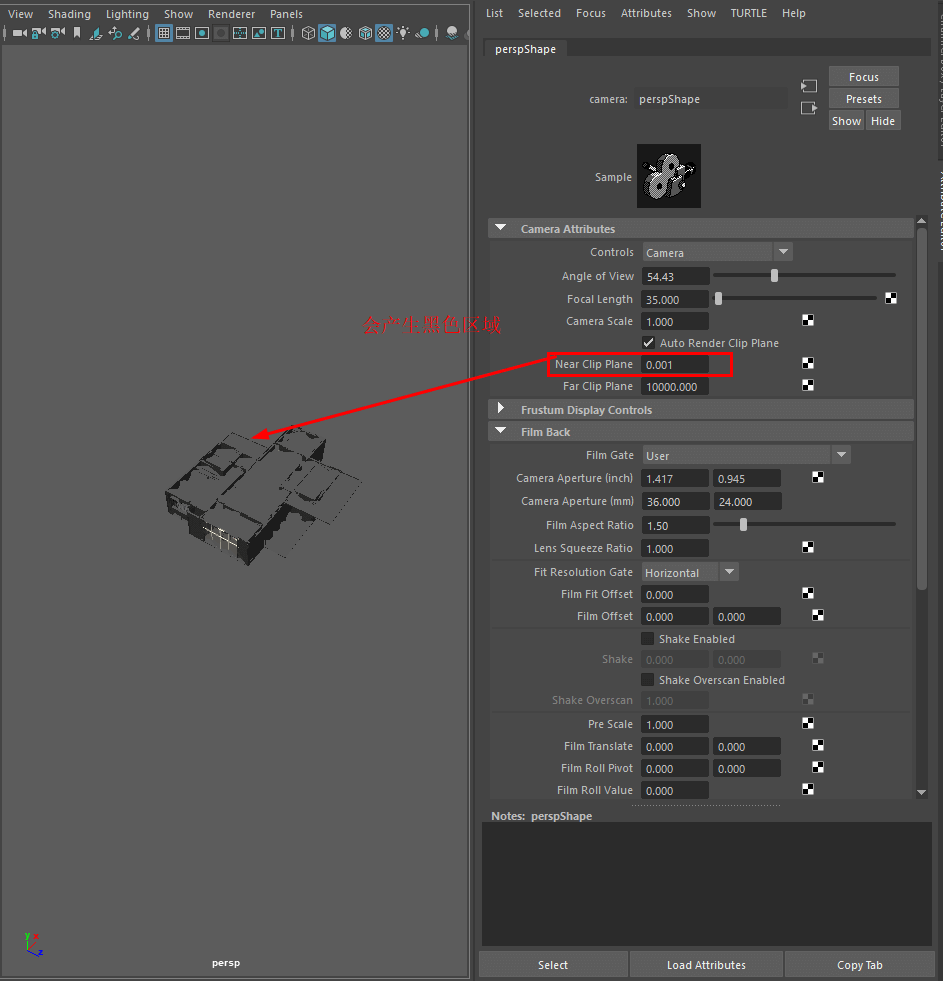 View Shading Lighting Show Renderer Panels
List Selected Focus Attributes Show TURTLE Help
perspShape
camera: perspShape
Focus
Presets
Show Hide
Sample
Camera Attributes
Controls Camera
Angle of View 54.43
Focal Length 35.000
Camera Scale 1.000
会产生黑色区域
Auto Render Clip Plane
Near Clip Plane 0.001
Far Clip Plane 10000.000
Frustum Display Controls
Film Back
Film Gate User
Camera Aperture (inch) 1.417 0.945
Camera Aperture (mm) 36.000 24.000
Film Aspect Ratio 1.50
Lens Squeeze Ratio 1.000
Fit Resolution Gate Horizontal
Film Fit Offset 0.000
Film Offset 0.000 0.000
Shake Enabled
Shake 0.000 0.000
Shake Overscan Enabled
Shake Overscan 1.000
Pre Scale 1.000
Film Translate 0.000 0.000
Film Roll Pivot 0.000 0.000
Film Roll Value 0.000
Notes: perspShape
y x
z
persp
Select Load Attributes Copy Tab